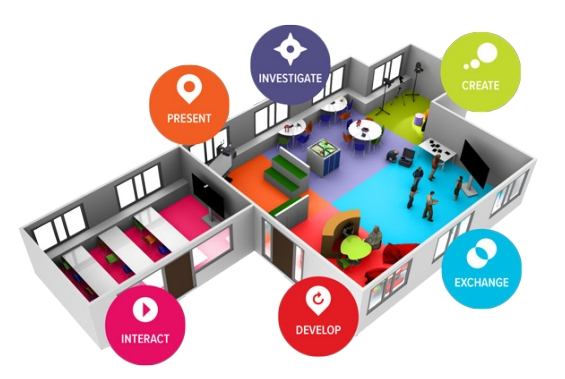 INVESTIGATE
CREATE
PRESENT
EXCHANGE
DEVELOP
INTERACT